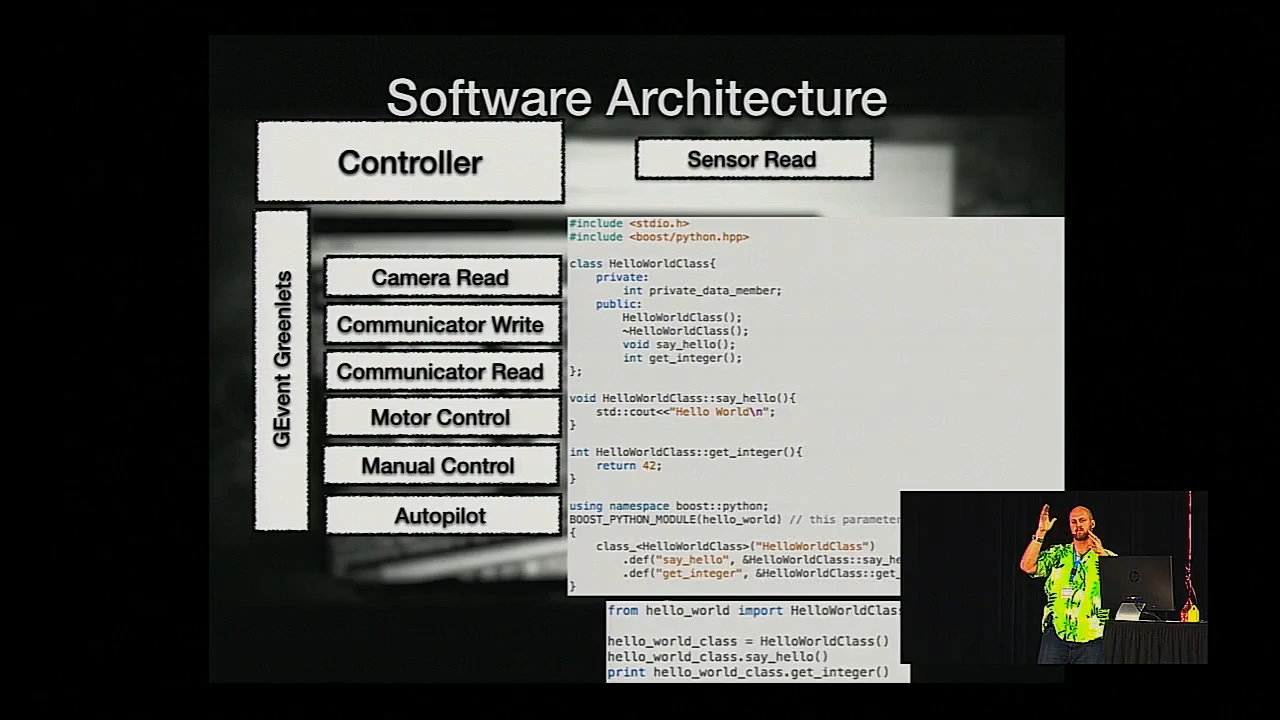 Software Architecture
Controller
Sensor Read
GEvent Greenlets
Camera Read
Communicator Write
Communicator Read
Motor Control
Manual Control
Autopilot
#include <stdio.h>
#include <boost/python.hpp>
class HelloWorldClass{
private:
int private_data_member;
public:
HelloWorldClass();
~HelloWorldClass();
void say_hello();
int get_integer();
};
void HelloWorldClass::say_hello(){
std::cout<<"Hello World\n";
}
int HelloWorldClass::get_integer(){
return 42;
}
using namespace boost::python;
BOOST_PYTHON_MODULE(hello_world) // this parameter
{
class_<HelloWorldClass>("HelloWorldClass")
.def("say_hello", &HelloWorldClass::say_he
.def("get_integer", &HelloWorldClass::get_
}
from hello_world import HelloWorldClass
hello_world_class = HelloWorldClass()
hello_world_class.say_hello()
print hello_world_class.get_integer()